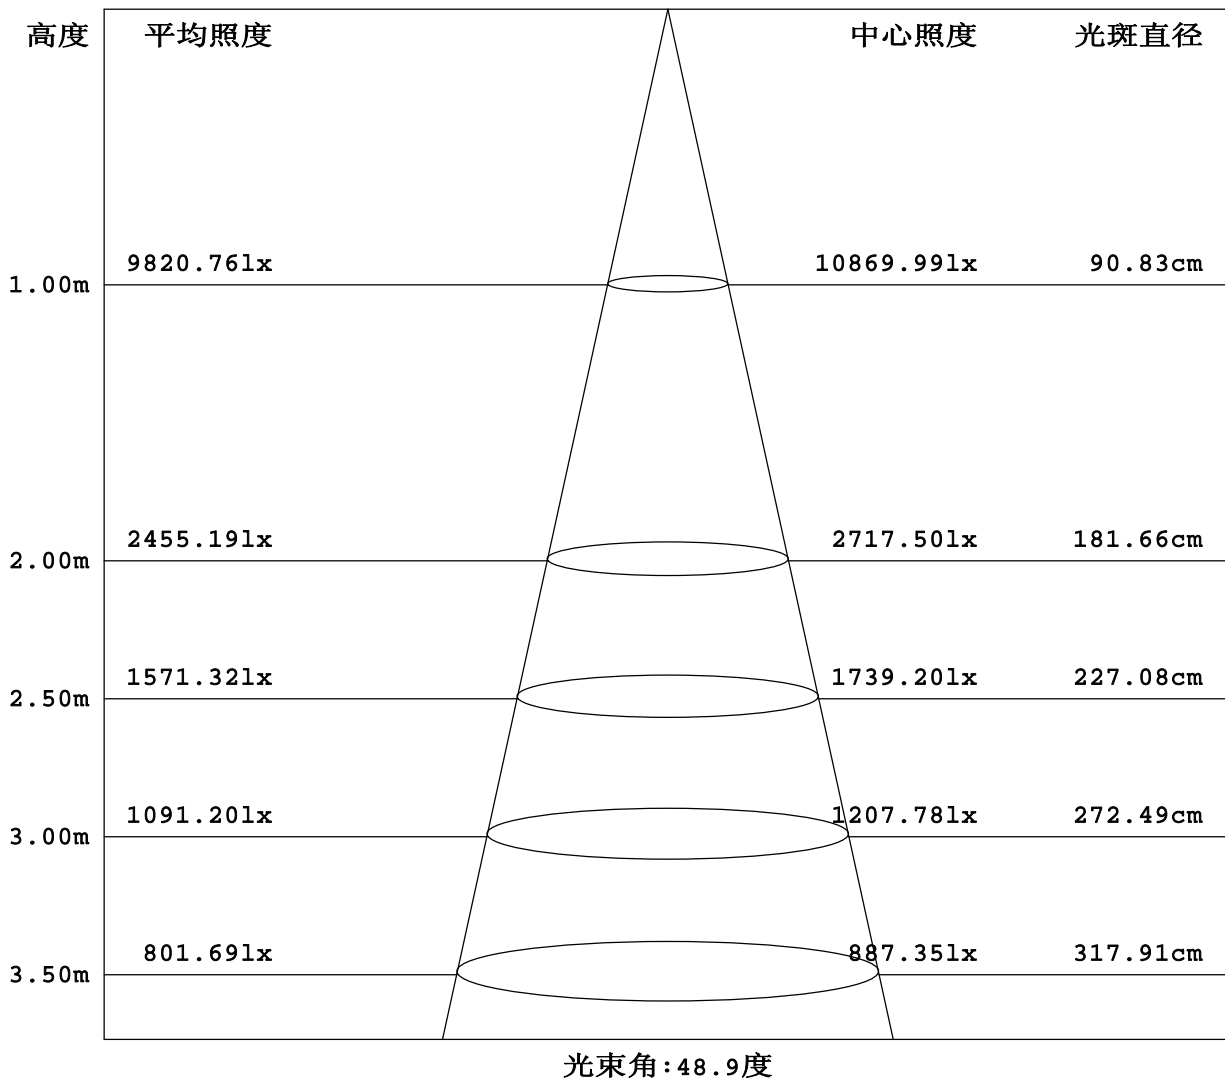 高度 平均照度 中心照度 光斑直径
9820.76lx 10869.99lx 90.83cm
1.00m
2455.19lx 2717.50lx 181.66cm
2.00m
1571.32lx 1739.20lx 227.08cm
2.50m
1091.20lx 1207.78lx 272.49cm
3.00m
801.69lx 887.35lx 317.91cm
3.50m
光束角:48.9度